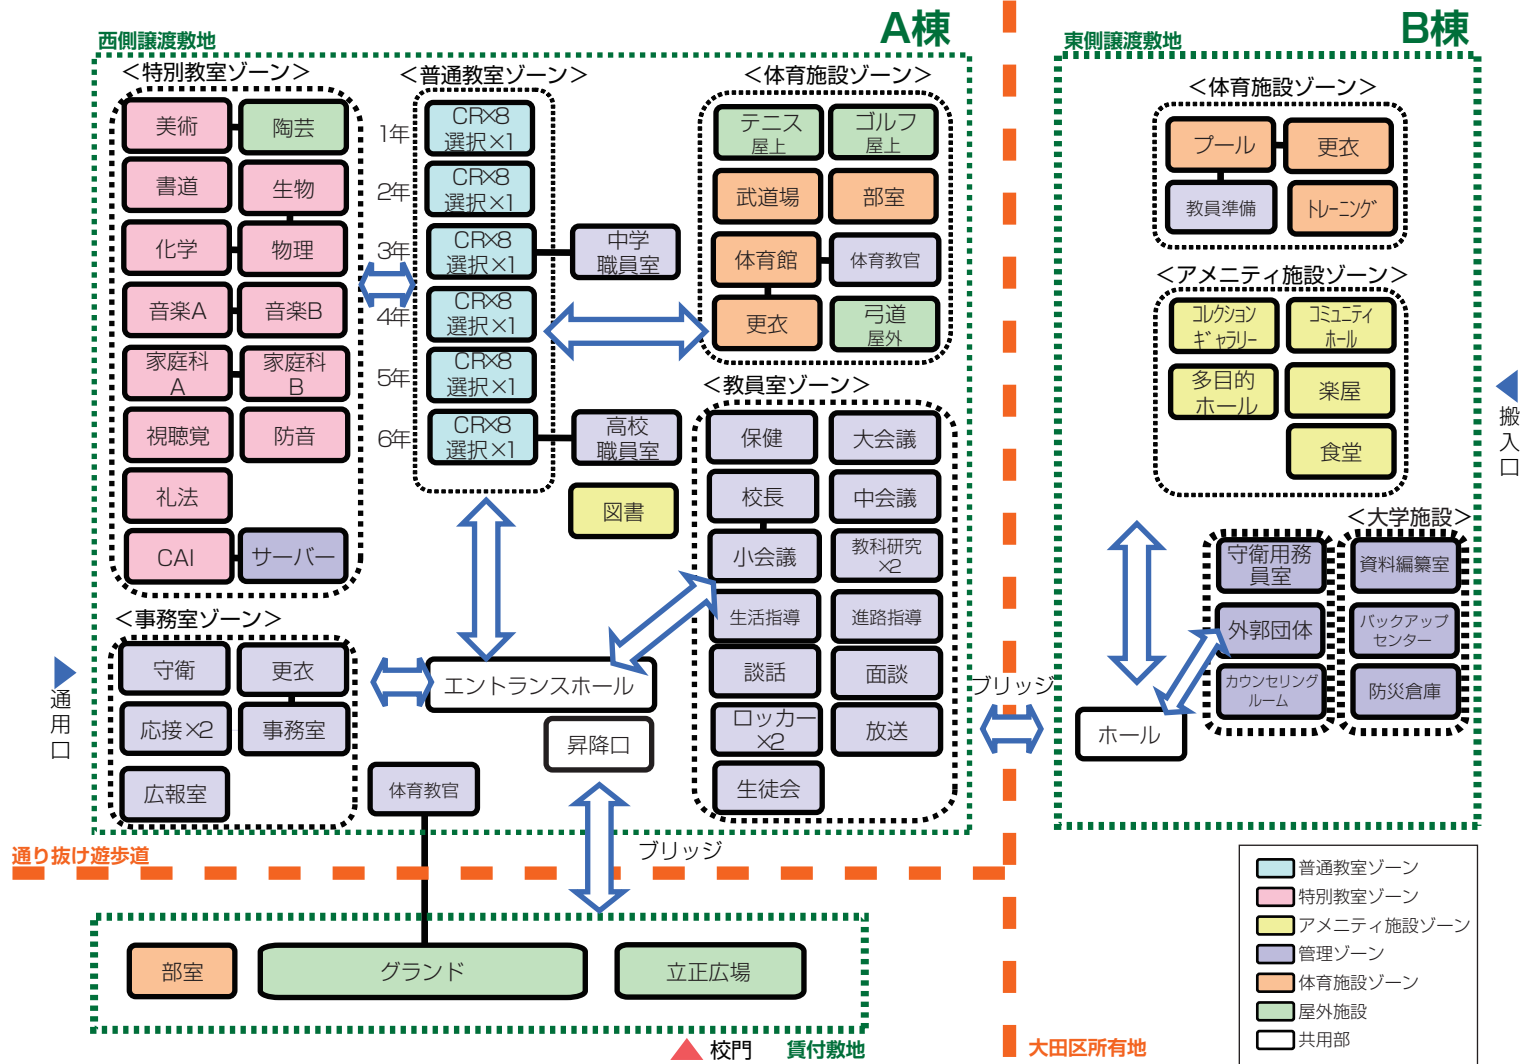 A棟
西側譲渡敷地
＜特別教室ゾーン＞
美術
陶芸
書道
生物
化学
物理
音楽A
音楽B
家庭科
A
家庭科
B
視聴覚
防音
礼法
CAI
サーバー
＜普通教室ゾーン＞
1年
CR×8
選択×1
2年
CR×8
選択×1
3年
CR×8
選択×1
4年
CR×8
選択×1
5年
CR×8
選択×1
6年
CR×8
選択×1
中学
職員室
高校
職員室
図書
＜体育施設ゾーン＞
テニス
屋上
ゴルフ
屋上
武道場
部室
体育館
体育教官
更衣
弓道
屋外
＜教員室ゾーン＞
保健
大会議
校長
中会議
小会議
教科研究
×2
生活指導
進路指導
談話
面談
ロッカー
×2
放送
生徒会
＜事務室ゾーン＞
守衛
更衣
応接×2
事務室
広報室
通用口
エントランスホール
昇降口
体育教官
ブリッジ
通り抜け遊歩道
部室
グランド
立正広場
校門
賃付敷地
ブリッジ
B棟
東側譲渡敷地
＜体育施設ゾーン＞
プール
更衣
教員準備
ﾄﾚｰﾆﾝｸﾞ
＜アメニティ施設ゾーン＞
ｺﾚｸｼｮﾝ
ｷﾞｬﾗﾘｰ
ｺﾐｭﾆﾃｨ
ﾎｰﾙ
多目的
ホール
楽屋
食堂
搬入口
＜大学施設＞
守衛用務
員室
資料編纂室
外郭団体
バックアップ
センター
カウンセリング
ルーム
防災倉庫
ホール
大田区所有地
普通教室ゾーン
特別教室ゾーン
アメニティ施設ゾーン
管理ゾーン
体育施設ゾーン
屋外施設
共用部